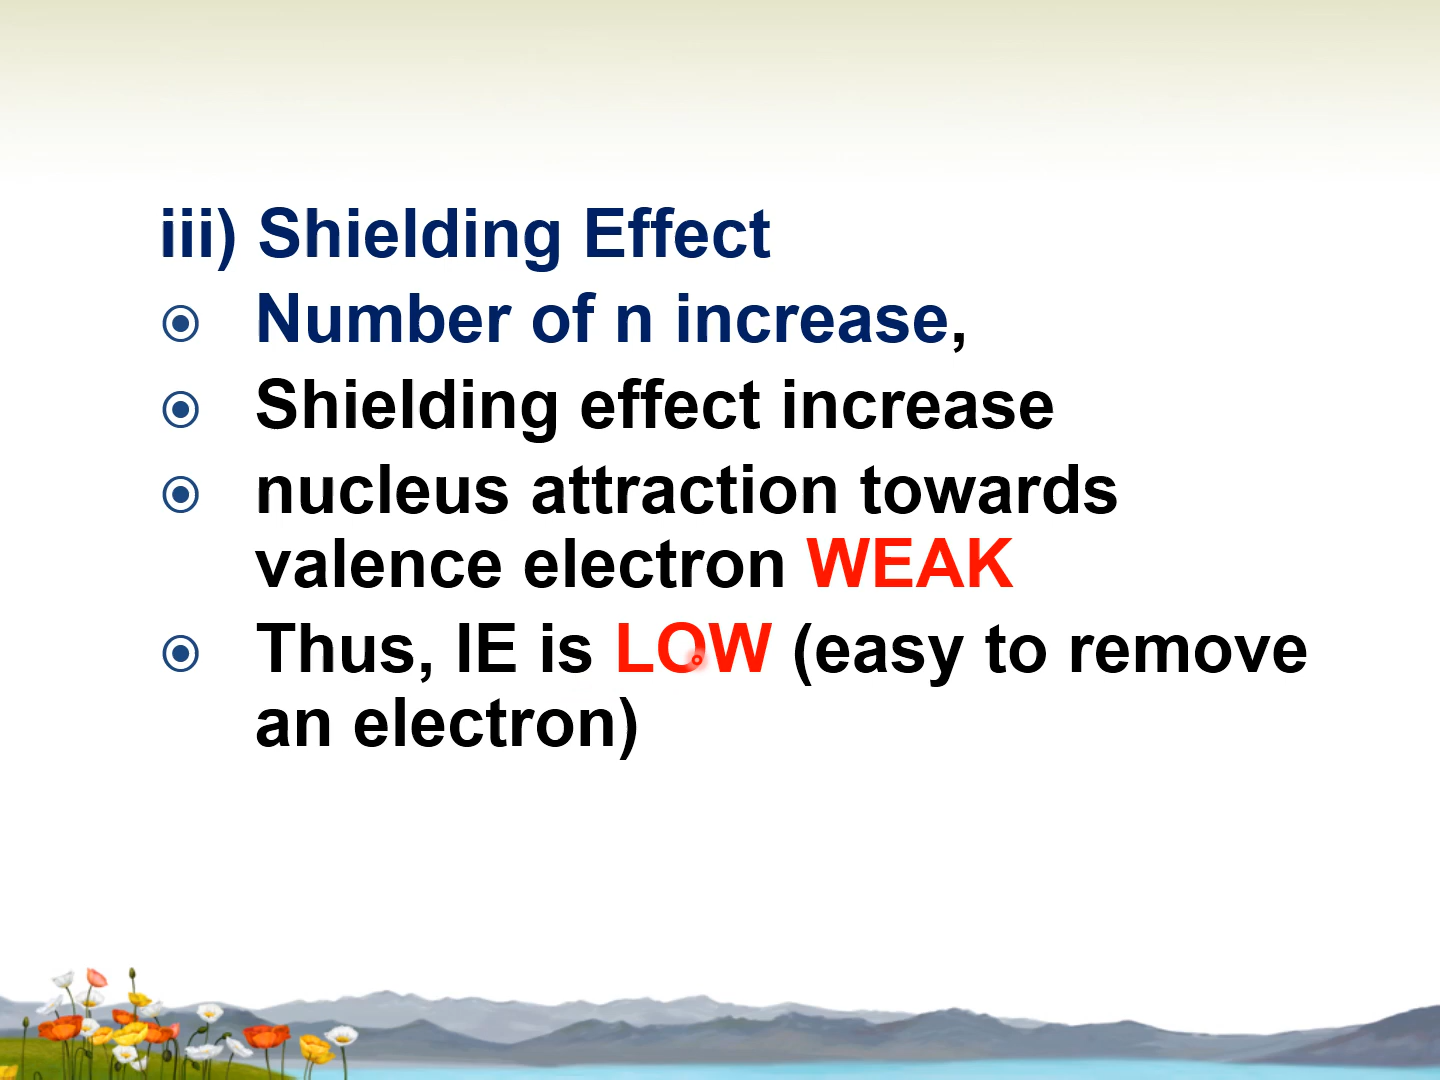 iii) Shielding Effect
Number of n increase,
Shielding effect increase
nucleus attraction towards
valence electron WEAK
Thus, IE is LOW (easy to remove
an electron)